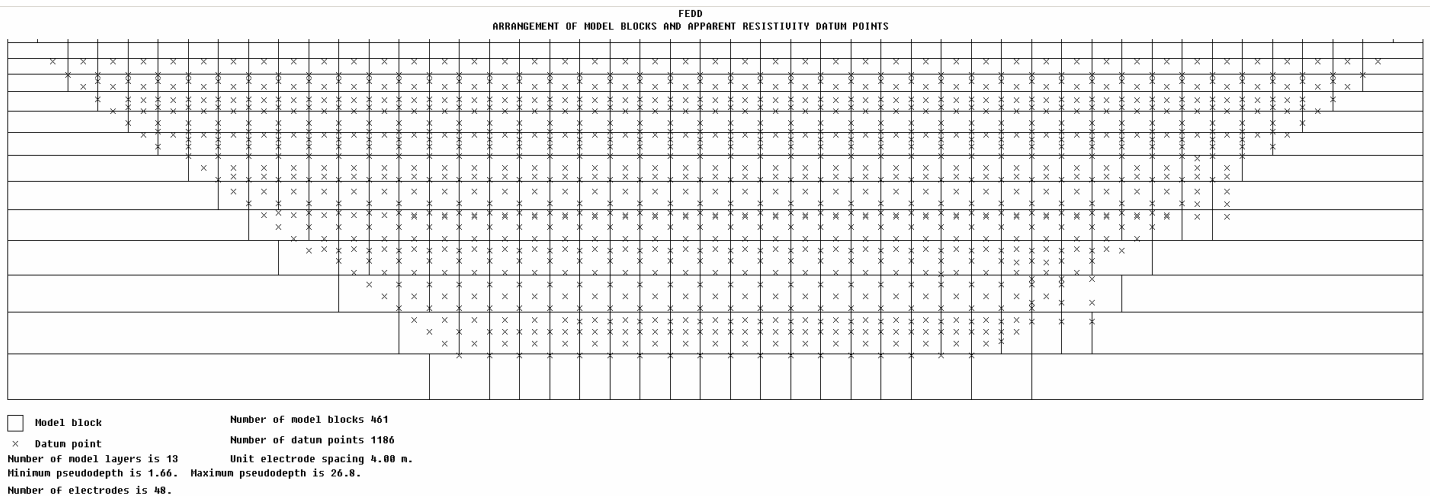 FEDD
ARRANGEMENT OF MODEL BLOCKS AND APPARENT RESISTIVITY DATUM POINTS
Model block
Number of model blocks 461
Datum point
Number of datum points 1186
Number of model layers is 13
Unit electrode spacing 4.00 m.
Minimum pseudodepth is 1.66. Maximum pseudodepth is 26.8.
Number of electrodes is 48.